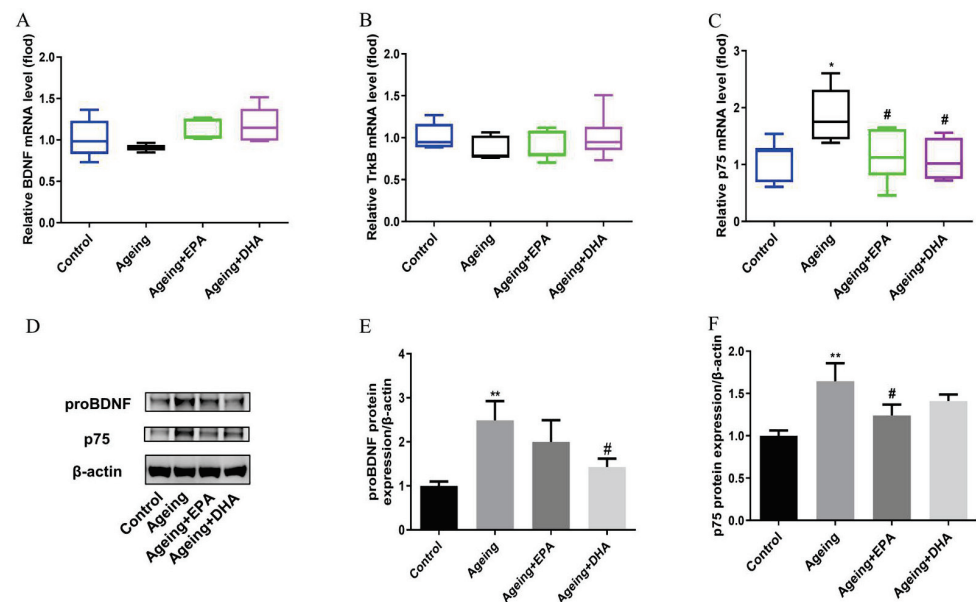 A
Relative BDNF mRNA level (flod)
2.0
1.5
1.0
0.5
0.0
Control
Ageing
Ageing+EPA
Ageing+DHA
B
Relative TrkB mRNA level (flod)
2.0
1.5
1.0
0.5
0.0
Control
Ageing
Ageing+EPA
Ageing+DHA
C
Relative p75 mRNA level (flod)
3
2
1
0
*
#
#
Control
Ageing
Ageing+EPA
Ageing+DHA
D
proBDNF
p75
β-actin
Control
Ageing
Ageing+EPA
Ageing+DHA
E
proBDNF protein
expression/β-actin
4
3
2
1
0
**
#
Control
Ageing
Ageing+EPA
Ageing+DHA
F
p75 protein expression/β-actin
2.0
1.5
1.0
0.5
0.0
**
#
Control
Ageing
Ageing+EPA
Ageing+DHA